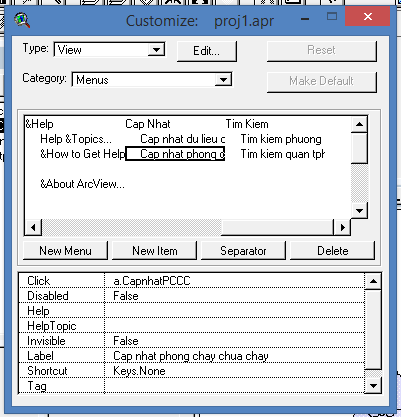 Customize: proj1.apr
Type: View Edit... Reset
Category: Menus Make Default
&Help Cap Nhat Tim Kiem
Help &Topics... Cap nhat du lieu c Tim kiem phuong
&How to Get Help Cap nhat phong c Tim kiem quan tph
&About ArcView...
New Menu New Item Separator Delete
Click a.CapnhatPCCC
Disabled False
Help
HelpTopic
Invisible False
Label Cap nhat phong chay chua chay
Shortcut Keys.None
Tag